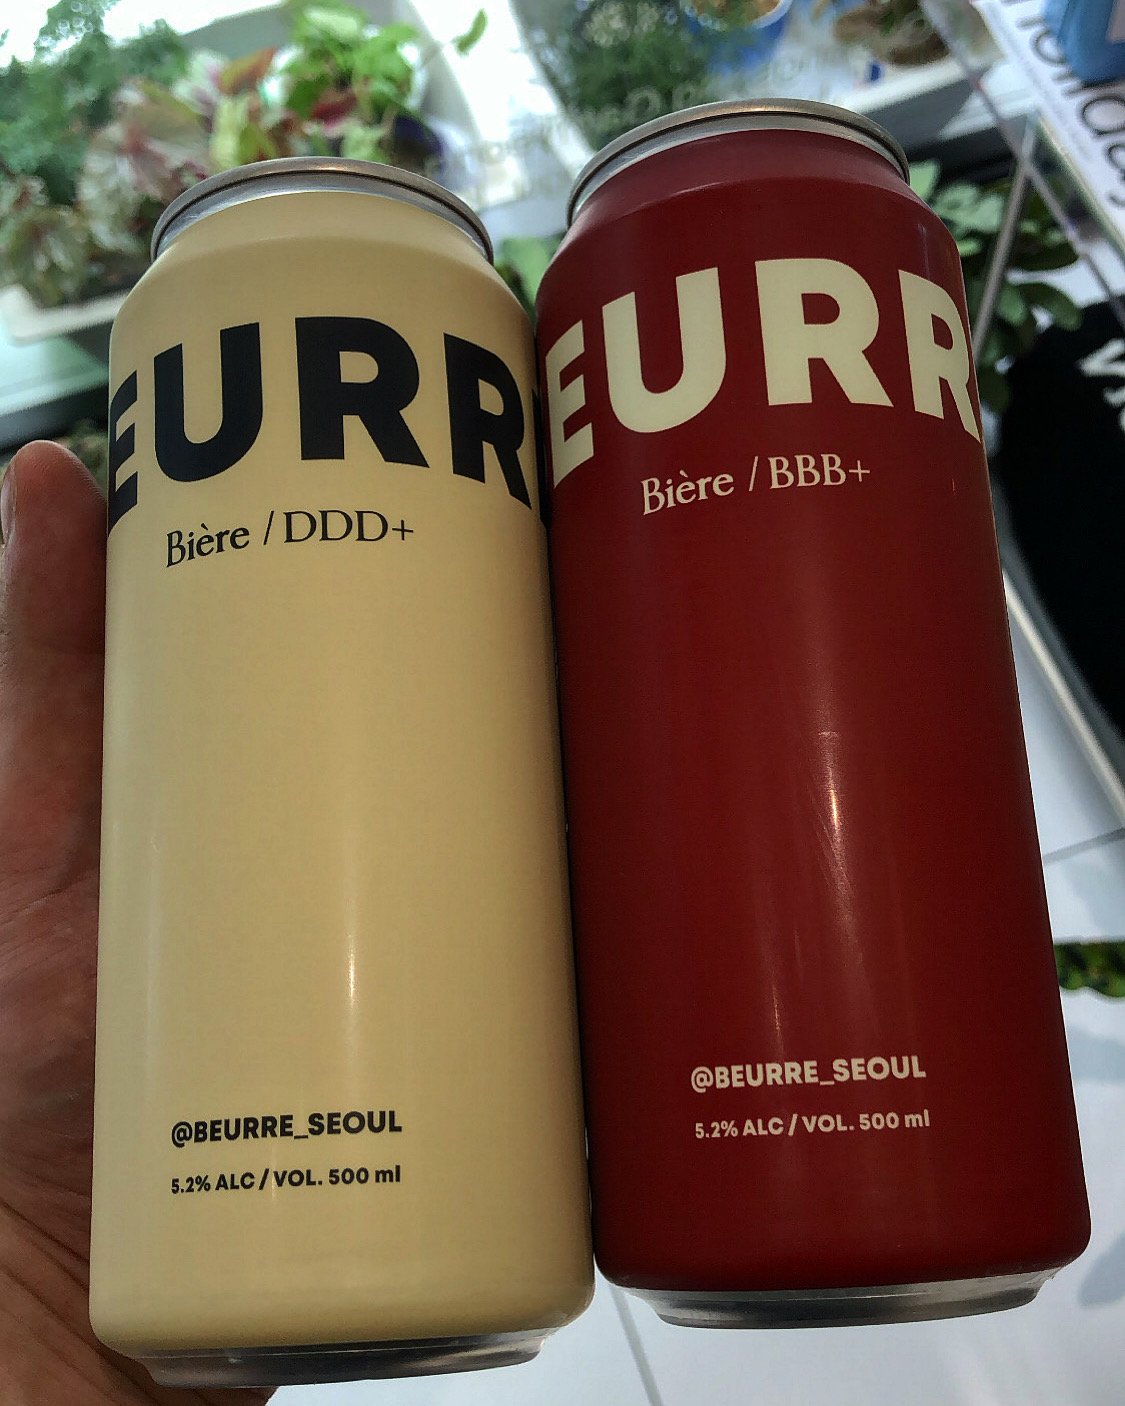 EURR
Bière / DDD+
@BEURRE_SEOUL
5.2% ALC / VOL. 500 ml
EURR
Bière / BBB+
@BEURRE_SEOUL
5.2% ALC / VOL. 500 ml